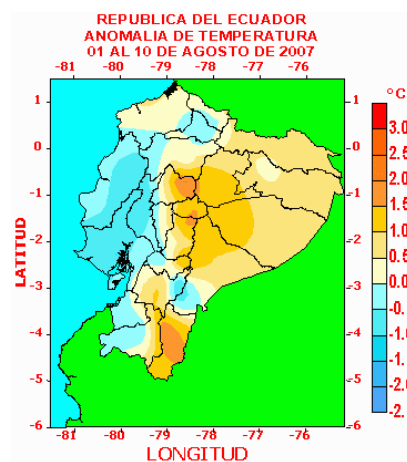 REPUBLICA DEL ECUADOR
ANOMALIA DE TEMPERATURA
01 AL 10 DE AGOSTO DE 2007
-81 -80 -79 -78 -77 -76
°C
1 1
3.0
0 0
2.5
2.0
-1 -1
1.5
1.0
-2 -2
0.5
LATITUD
0.0
-3 -3
-0.
-1.0
-4 -4
-1.
-5 -5
-2.0
-6 -6
-2.
-81 -80 -79 -78 -77 -76
LONGITUD